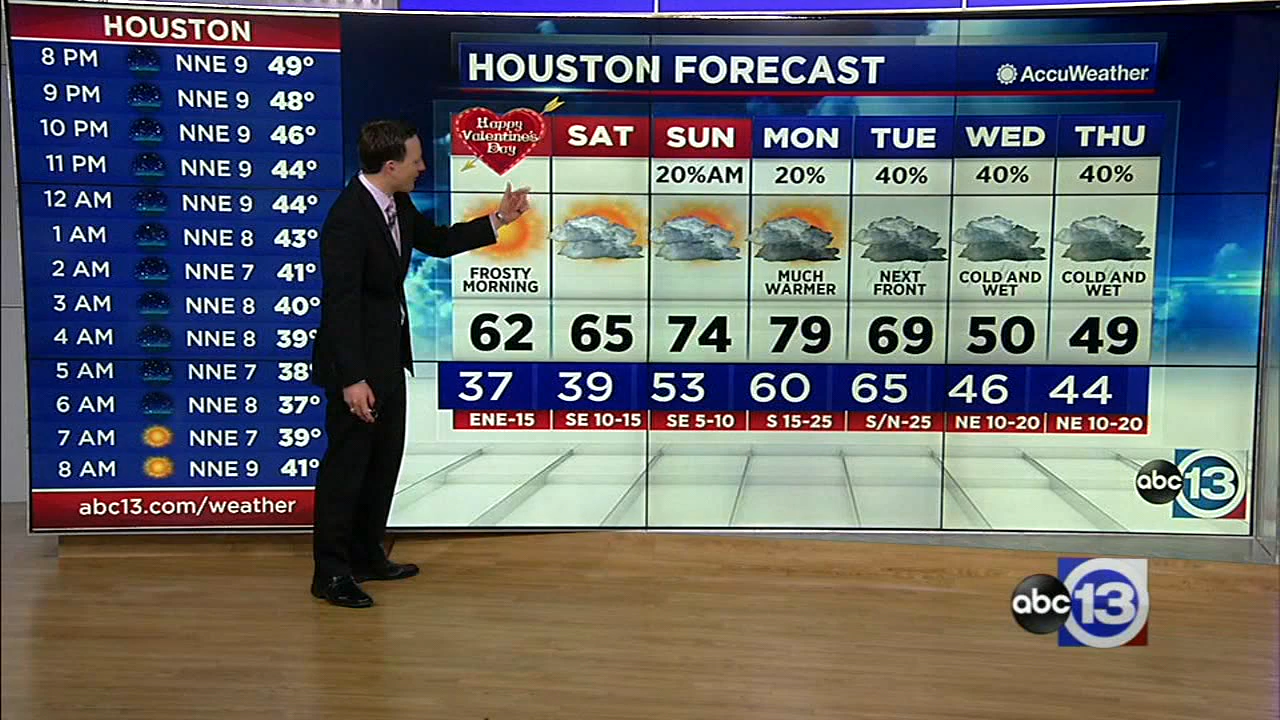 HOUSTON
8 PM NNE 9 49°
9 PM NNE 9 48°
10 PM NNE 9 46°
11 PM NNE 9 44°
12 AM NNE 9 44°
1 AM NNE 8 43°
2 AM NNE 7 41°
3 AM NNE 8 40°
4 AM NNE 8 39°
5 AM NNE 7 38°
6 AM NNE 8 37°
7 AM NNE 7 39°
8 AM NNE 9 41°
abc13.com/weather
HOUSTON FORECAST
AccuWeather
Happy
Valentine's
Day
SAT SUN MON TUE WED THU
20%AM 20% 40% 40% 40%
FROSTY MORNING
MUCH WARMER
NEXT FRONT
COLD AND WET
COLD AND WET
62 65 74 79 69 50 49
37 39 53 60 65 46 44
ENE-15 SE 10-15 SE 5-10 S 15-25 S/N-25 NE 10-20 NE 10-20
abc 13
abc 13